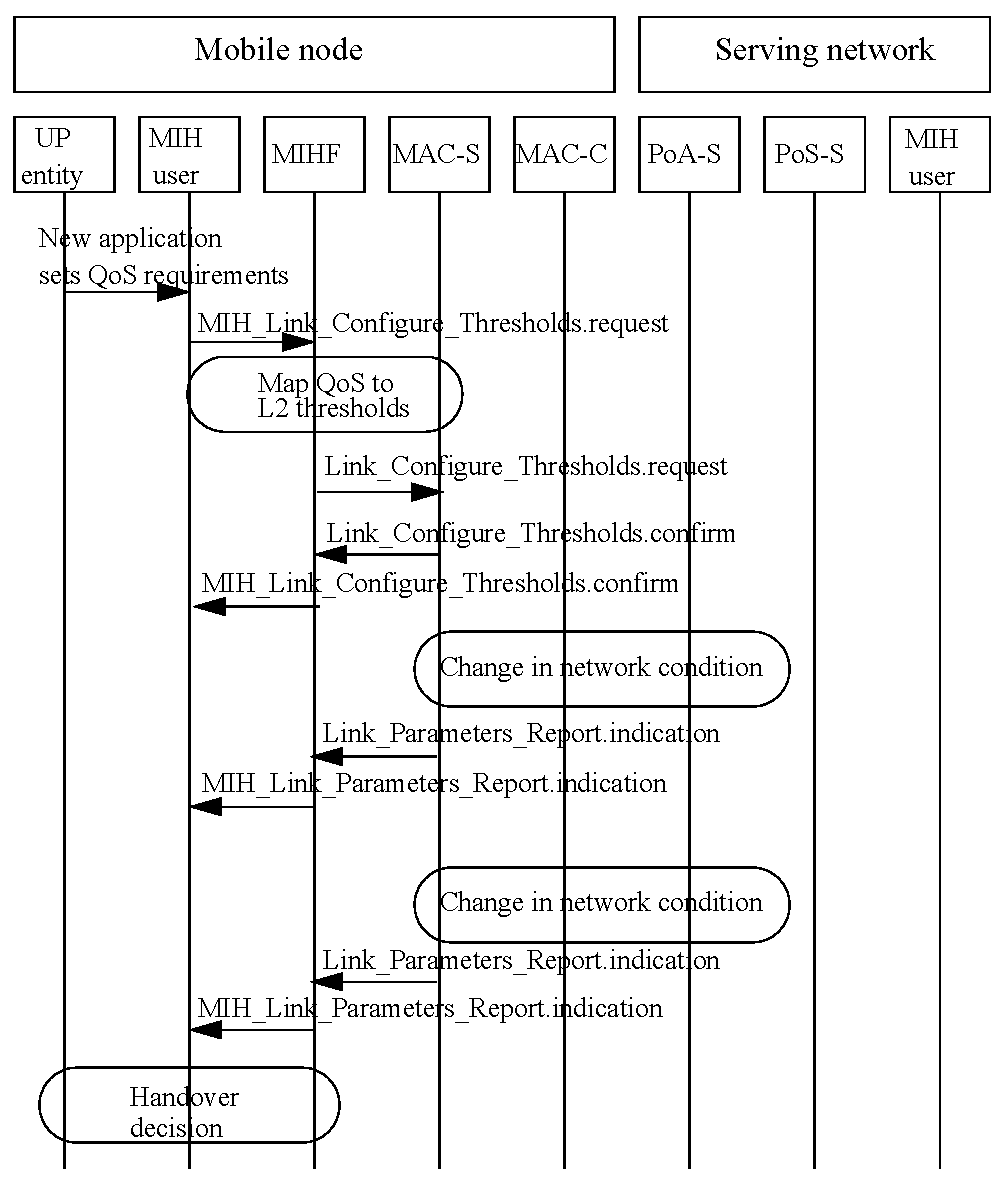 Mobile node
Serving network
UP
entity
MIH
user
MIHF
MAC-S
MAC-C
PoA-S
PoS-S
MIH
user
New application
sets QoS requirements
MIH_Link_Configure_Thresholds.request
Map QoS to
L2 thresholds
Link_Configure_Thresholds.request
Link_Configure_Thresholds.confirm
MIH_Link_Configure_Thresholds.confirm
Change in network condition
Link_Parameters_Report.indication
MIH_Link_Parameters_Report.indication
Change in network condition
Link_Parameters_Report.indication
MIH_Link_Parameters_Report.indication
Handover
decision